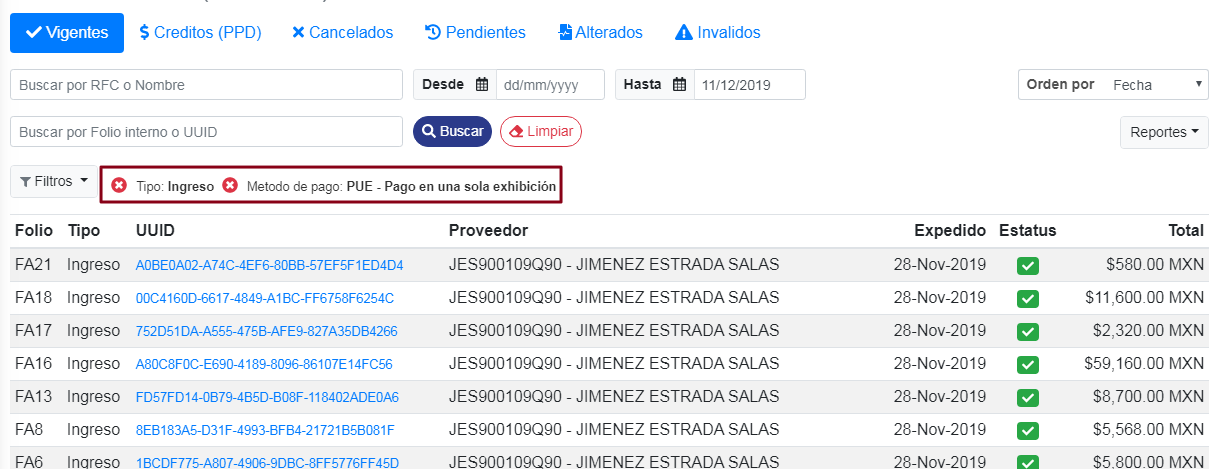 Vigentes Creditos (PPD) Cancelados Pendientes Alterados Invalidos
Buscar por RFC o Nombre Desde dd/mm/yyyy Hasta 11/12/2019 Orden por Fecha
Buscar por Folio interno o UUID Buscar Limpiar Reportes
Filtros Tipo: Ingreso Metodo de pago: PUE - Pago en una sola exhibición
Folio Tipo UUID Proveedor Expedido Estatus Total
FA21 Ingreso A0BE0A02-A74C-4EF6-80BB-57EF5F1ED4D4 JES900109Q90 - JIMENEZ ESTRADA SALAS 28-Nov-2019 $580.00 MXN
FA18 Ingreso 00C4160D-6617-4849-A1BC-FF6758F6254C JES900109Q90 - JIMENEZ ESTRADA SALAS 28-Nov-2019 $11,600.00 MXN
FA17 Ingreso 752D51DA-A555-475B-AFE9-827A35DB4266 JES900109Q90 - JIMENEZ ESTRADA SALAS 28-Nov-2019 $2,320.00 MXN
FA16 Ingreso A80C8F0C-E690-4189-8096-86107E14FC56 JES900109Q90 - JIMENEZ ESTRADA SALAS 28-Nov-2019 $59,160.00 MXN
FA13 Ingreso FD57FD14-0B79-4B5D-B08F-118402ADE0A6 JES900109Q90 - JIMENEZ ESTRADA SALAS 28-Nov-2019 $8,700.00 MXN
FA8 Ingreso 8EB183A5-D31F-4993-BFB4-21721B5B081F JES900109Q90 - JIMENEZ ESTRADA SALAS 28-Nov-2019 $5,568.00 MXN
FA6 Ingreso 1BCDF775-A807-4906-9DBC-8FF5776FF45D JES900109Q90 - JIMENEZ ESTRADA SALAS 28-Nov-2019 $5,800.00 MXN